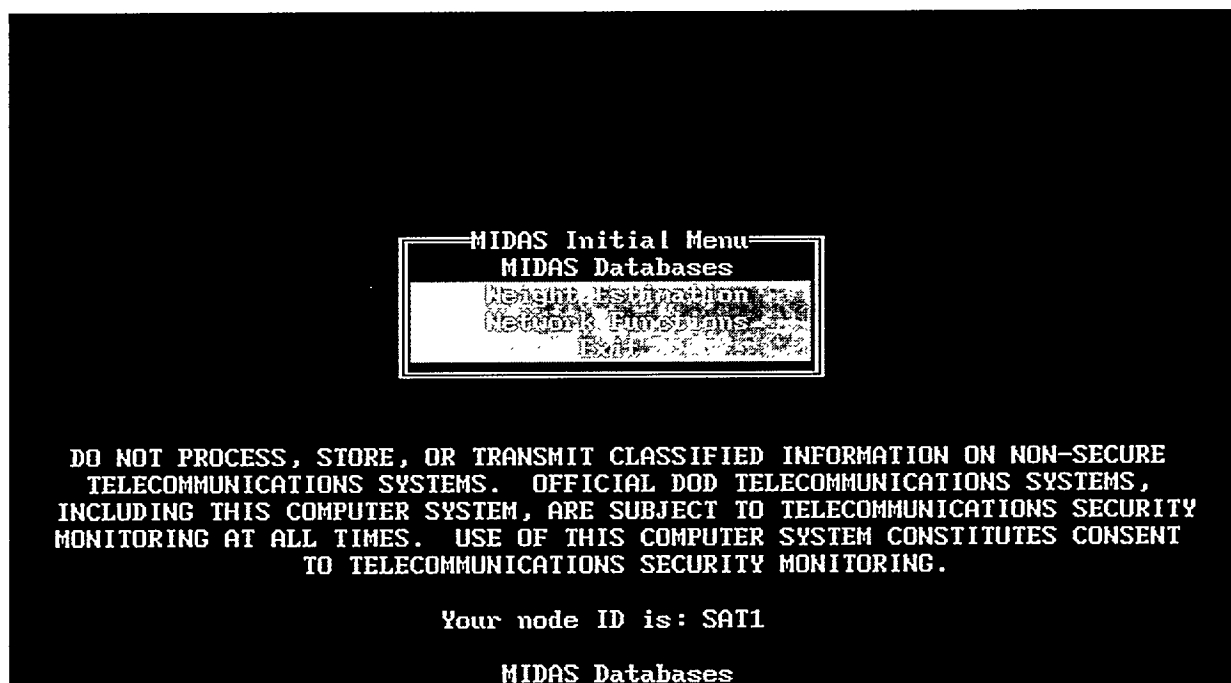 MIDAS Initial Menu
MIDAS Databases
Weight Estimation
Network Functions
Exit
DO NOT PROCESS, STORE, OR TRANSMIT CLASSIFIED INFORMATION ON NON-SECURE
TELECOMMUNICATIONS SYSTEMS.  OFFICIAL DOD TELECOMMUNICATIONS SYSTEMS,
INCLUDING THIS COMPUTER SYSTEM, ARE SUBJECT TO TELECOMMUNICATIONS SECURITY
MONITORING AT ALL TIMES.  USE OF THIS COMPUTER SYSTEM CONSTITUTES CONSENT
TO TELECOMMUNICATIONS SECURITY MONITORING.
Your node ID is: SAT1
MIDAS Databases